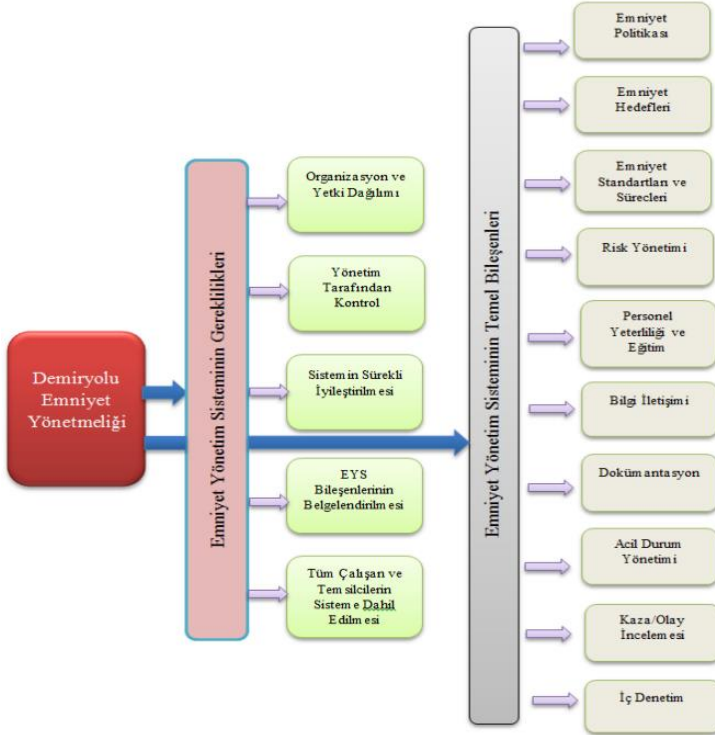 Demiryolu
Emniyet
Yönetmeliği
Emniyet Yönetim Sisteminin Gereklilikleri
Organizasyon ve
Yetki Dağılımı
Yönetim
Tarafından
Kontrol
Sistemin Sürekli
İyileştirilmesi
EYS
Bileşenlerinin
Belgelendirilmesi
Tüm Çalışan ve
Temsilcilerin
Sisteme Dahil
Edilmesi
Emniyet Yönetim Sisteminin Temel Bileşenleri
Emniyet
Politikası
Emniyet
Hedefleri
Emniyet
Standartları ve
Sürecleri
Risk Yönetimi
Personel
Yeterliliği ve
Eğitim
Bilgi İletişimi
Dokümantasyon
Acil Durum
Yönetimi
Kaza/Olay
İncelemesi
İç Denetim